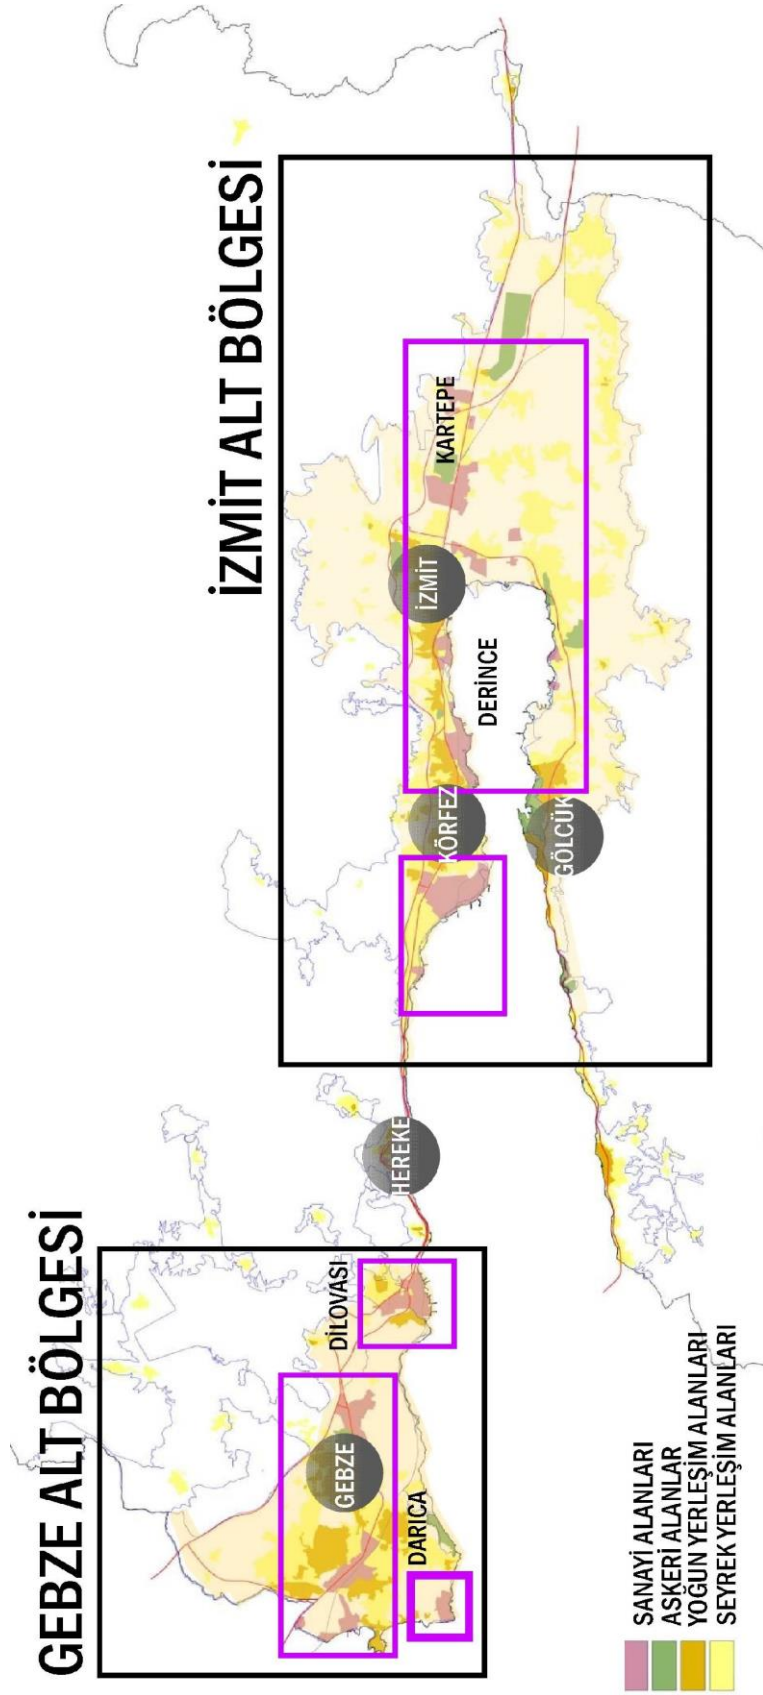 GEBZE ALT BÖLGESİ
İZMİT ALT BÖLGESİ
DİLOVASI
GEBZE
DARICA
HEREKE
KÖRFEZ
GÖLCÜK
DERİNCE
İZMİT
KARTEPE
SANAYİ ALANLARI
ASKERİ ALANLAR
YOĞUN YERLEŞİM ALANLARI
SEYREK YERLEŞİM ALANLARI